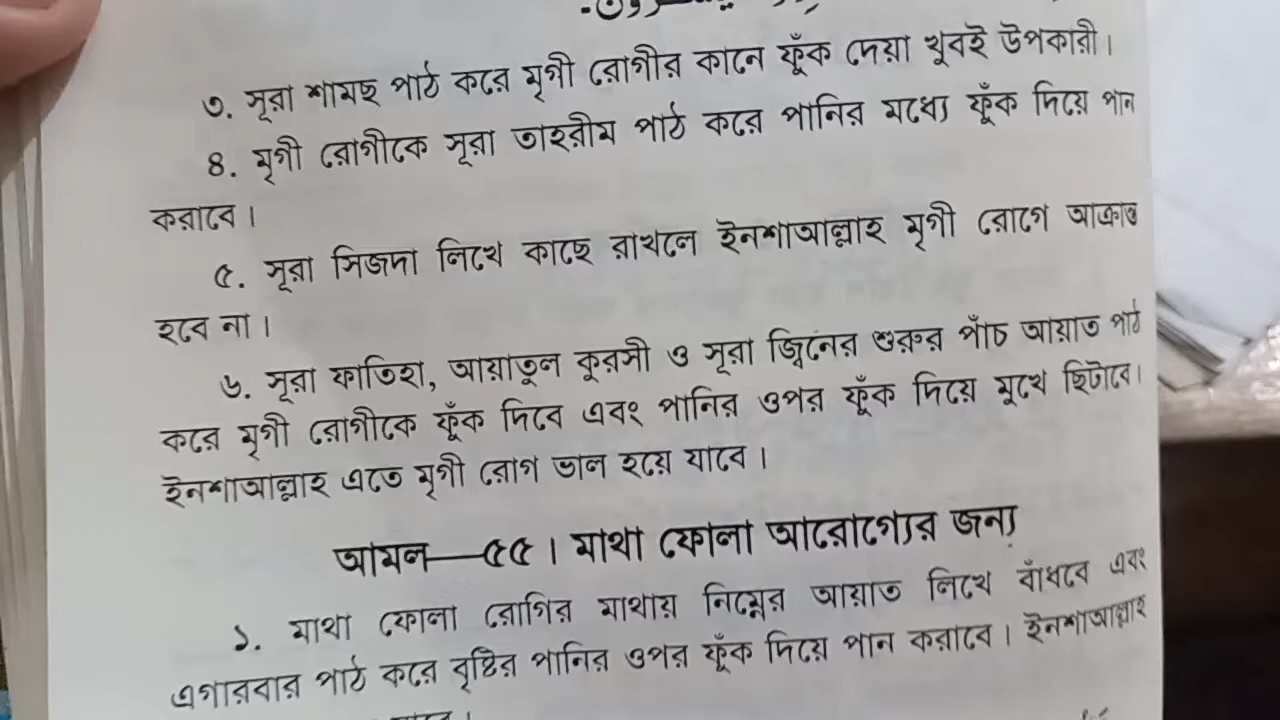 ৩. সূরা শামছ পাঠ করে মৃগী রোগীর কানে ফুঁক দেয়া খুবই উপকারী।
৪. মৃগী রোগীকে সূরা তাহরীম পাঠ করে পানির মধ্যে ফুঁক দিয়ে পান
করাবে।
৫. সূরা সিজদা লিখে কাছে রাখলে ইনশাআল্লাহ মৃগী রোগে আক্রান্ত
হবে না।
৬. সূরা ফাতিহা, আয়াতুল কুরসী ও সূরা জ্বিনের শুরুর পাঁচ আয়াত পাঠ
করে মৃগী রোগীকে ফুঁক দিবে এবং পানির ওপর ফুঁক দিয়ে মুখে ছিটাবে।
ইনশাআল্লাহ এতে মৃগী রোগ ভাল হয়ে যাবে।
আমল—৫৫। মাথা ফোলা আরোগ্যের জন্য
১. মাথা ফোলা রোগির মাথায় নিম্নের আয়াত লিখে বাঁধবে এবং
এগারবার পাঠ করে বৃষ্টির পানির ওপর ফুঁক দিয়ে পান করাবে। ইনশাআল্লাহ